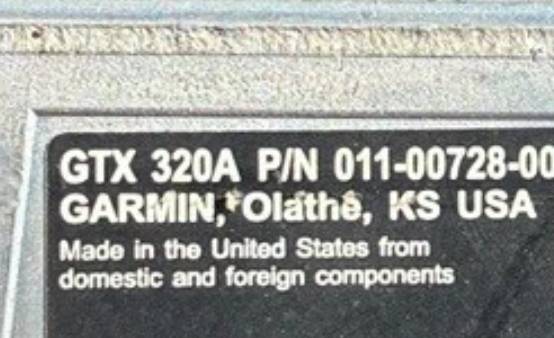 GTX 320A P/N 011-00728-00
GARMIN, Olathe, KS USA
Made in the United States from
domestic and foreign components